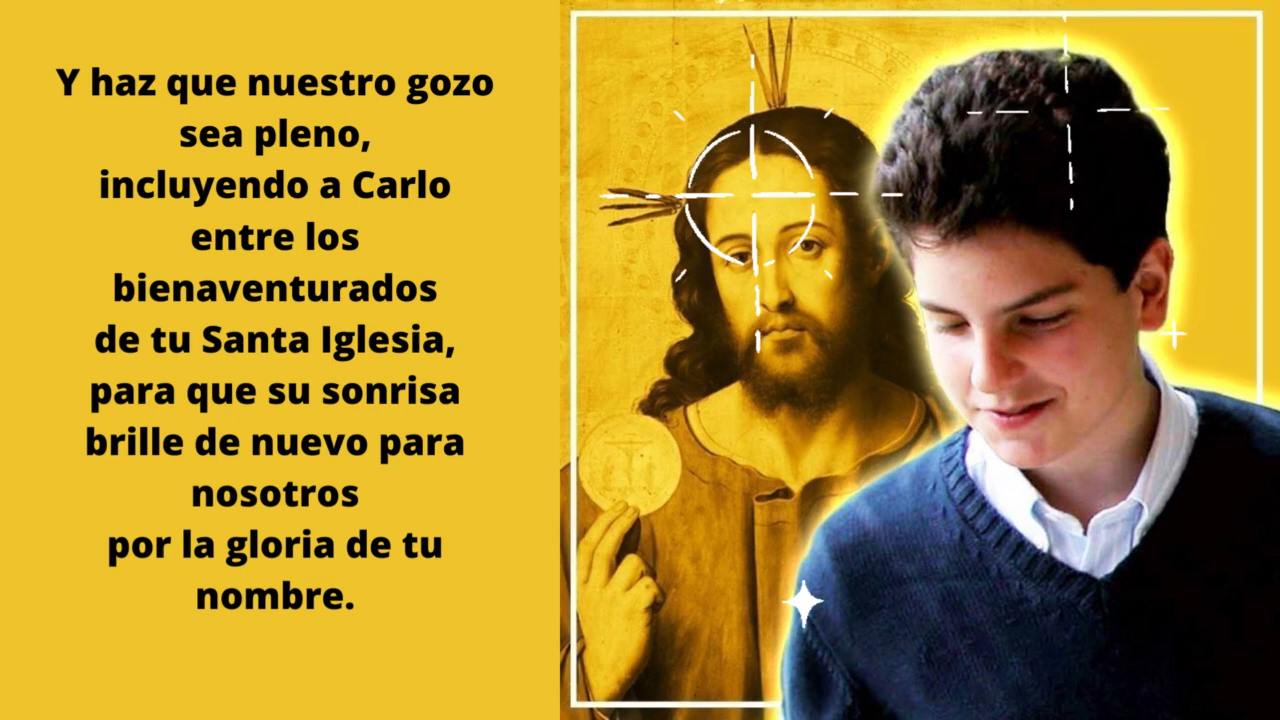 Y haz que nuestro gozo
sea pleno,
incluyendo a Carlo
entre los
bienaventurados
de tu Santa Iglesia,
para que su sonrisa
brille de nuevo para
nosotros
por la gloria de tu
nombre.